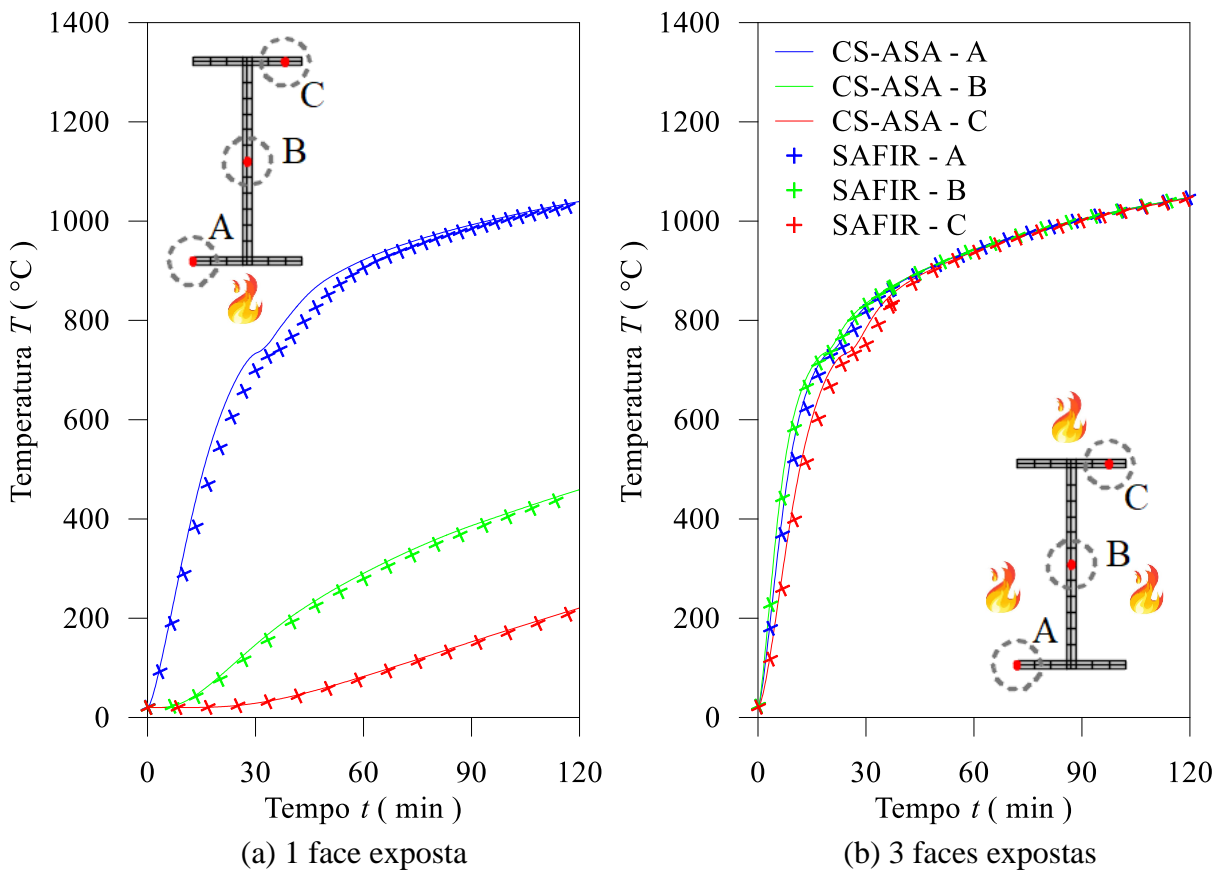 1400
1200
1000
800
600
400
200
0
Temperatura T ( °C)
0 30 60 90 120
Tempo t ( min )
C
B
A
(a) 1 face exposta
1400
1200
1000
800
600
400
200
0
Temperatura T ( °C)
CS-ASA - A
CS-ASA - B
CS-ASA - C
SAFIR - A
SAFIR - B
SAFIR - C
C
B
A
0 30 60 90 120
Tempo t ( min )
(b) 3 faces expostas